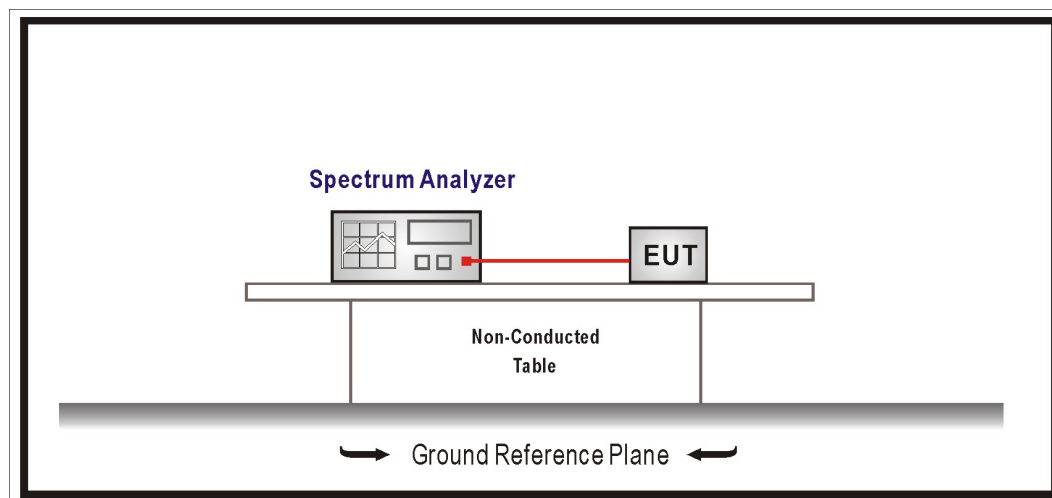 Spectrum Analyzer
EUT
Non-Conducted
Table
Ground Reference Plane